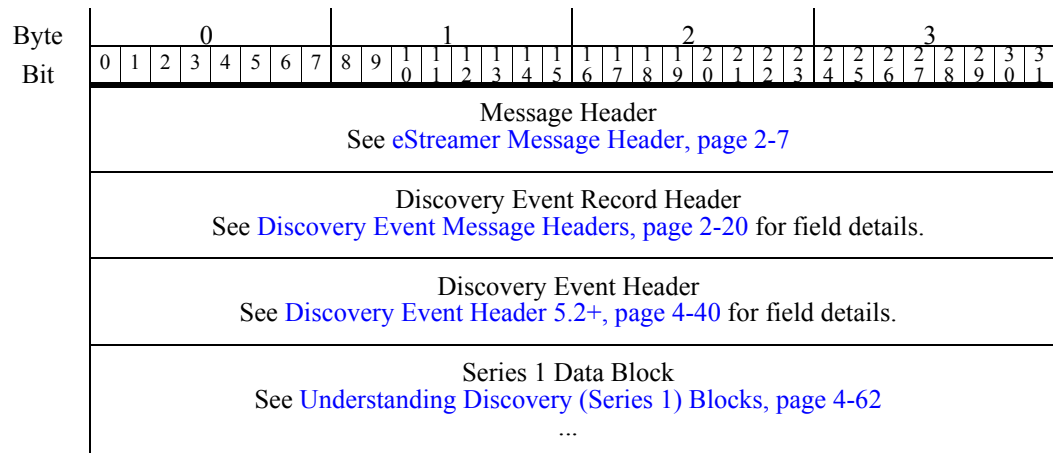 Byte 0 1 2 3
Bit 0 1 2 3 4 5 6 7 8 9 10 11 12 13 14 15 16 17 18 19 20 21 22 23 24 25 26 27 28 29 30 31
Message Header
See eStreamer Message Header, page 2-7
Discovery Event Record Header
See Discovery Event Message Headers, page 2-20 for field details.
Discovery Event Header
See Discovery Event Header 5.2+, page 4-40 for field details.
Series 1 Data Block
See Understanding Discovery (Series 1) Blocks, page 4-62
...